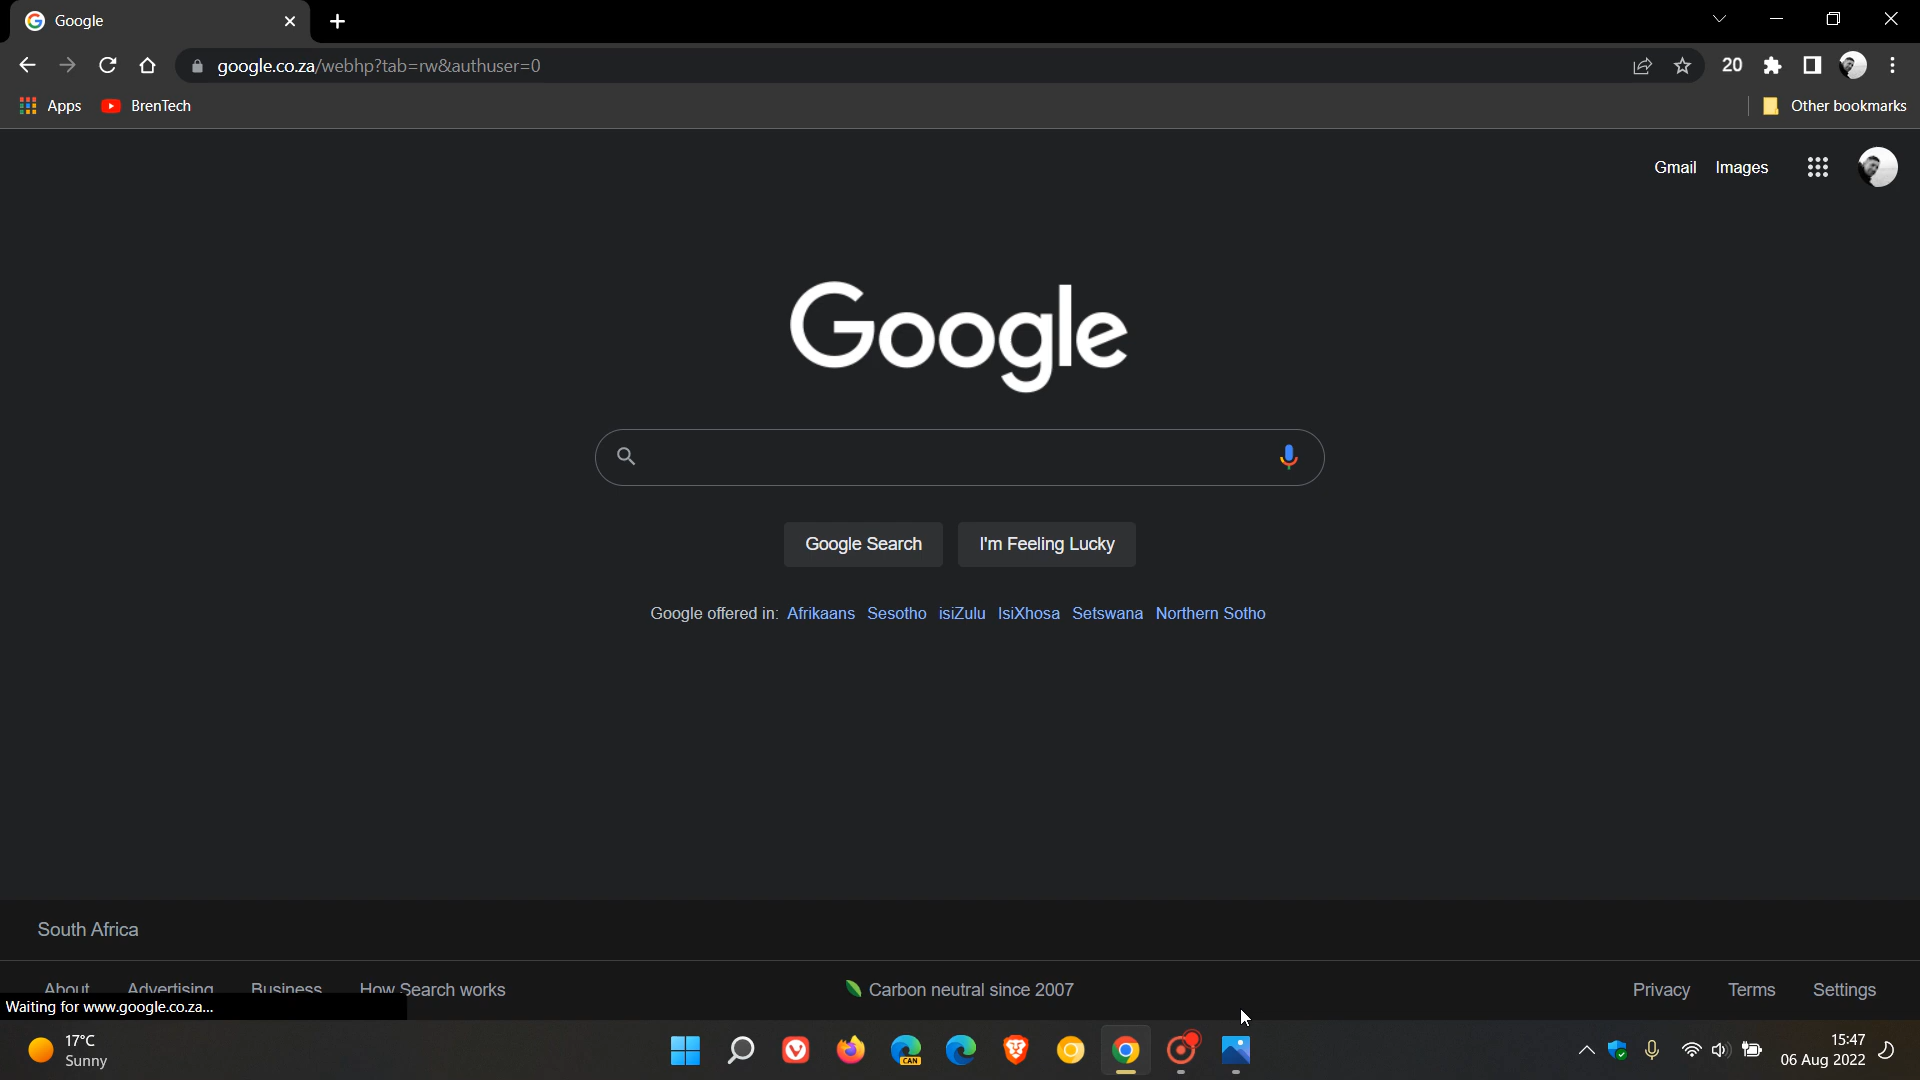 Google
google.co.za/webhp?tab=rw&authuser=0
20
Apps
BrenTech
Other bookmarks
Gmail Images
Google
Google Search
I'm Feeling Lucky
Google offered in: Afrikaans Sesotho isiZulu IsiXhosa Setswana Northern Sotho
South Africa
About Advertising Business How Search works
Carbon neutral since 2007
Privacy Terms Settings
Waiting for www.google.co.za...
17°C
Sunny
CAN
15:47
06 Aug 2022